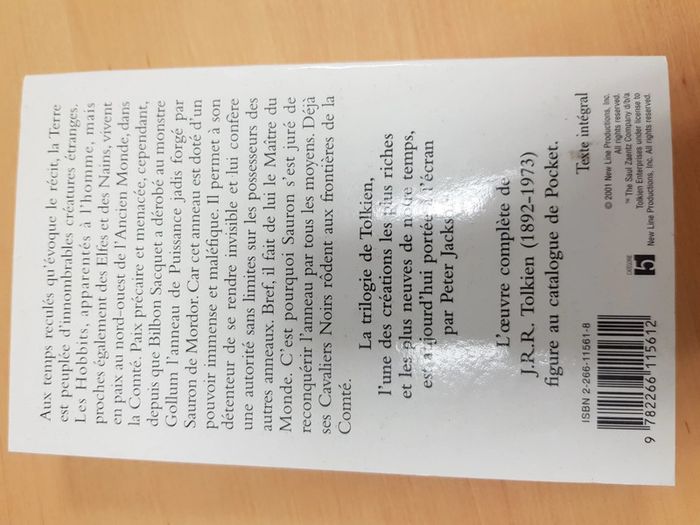 Aux temps reculés qu'évoque le récit, la Terre
est peuplée d'innombrables créatures étranges.
Les Hobbits, apparentés à l'homme, mais
proches également des Elfes et des Nains, vivent
en paix au nord-ouest de l'Ancien Monde, dans
la Comté. Paix précaire et menacée, cependant,
depuis que Bilbon Sacquet a dérobé au monstre
Gollum l'anneau de Puissance jadis forgé par
Sauron de Mordor. Car cet anneau est doté d'un
pouvoir immense et maléfique. Il permet à son
détenteur de se rendre invisible et lui confère
une autorité sans limites sur les possesseurs des
autres anneaux. Bref, il fait de lui le Maître du
Monde. C'est pourquoi Sauron s'est juré de
reconquérir l'anneau par tous les moyens. Déjà
ses Cavaliers Noirs rodent aux frontières de la
Comté.
La trilogie de Tolkien,
l'une des créations les plus riches
et les plus neuves de notre temps,
est aujourd'hui portée à l'écran
par Peter Jacks
L'œuvre complète de
J.R.R. Tolkien (1892-1973)
figure au catalogue de Pocket.
Texte intégral
© 2001 New Line Productions, Inc.
All rights reserved.
™ The Saul Zaentz Company d/b/a
Tolkien Enterprises under license to
New Line Productions, Inc. All rights reserved.
CATÉGORIE
5
ISBN 2-266-11561-8
9 782266 115612